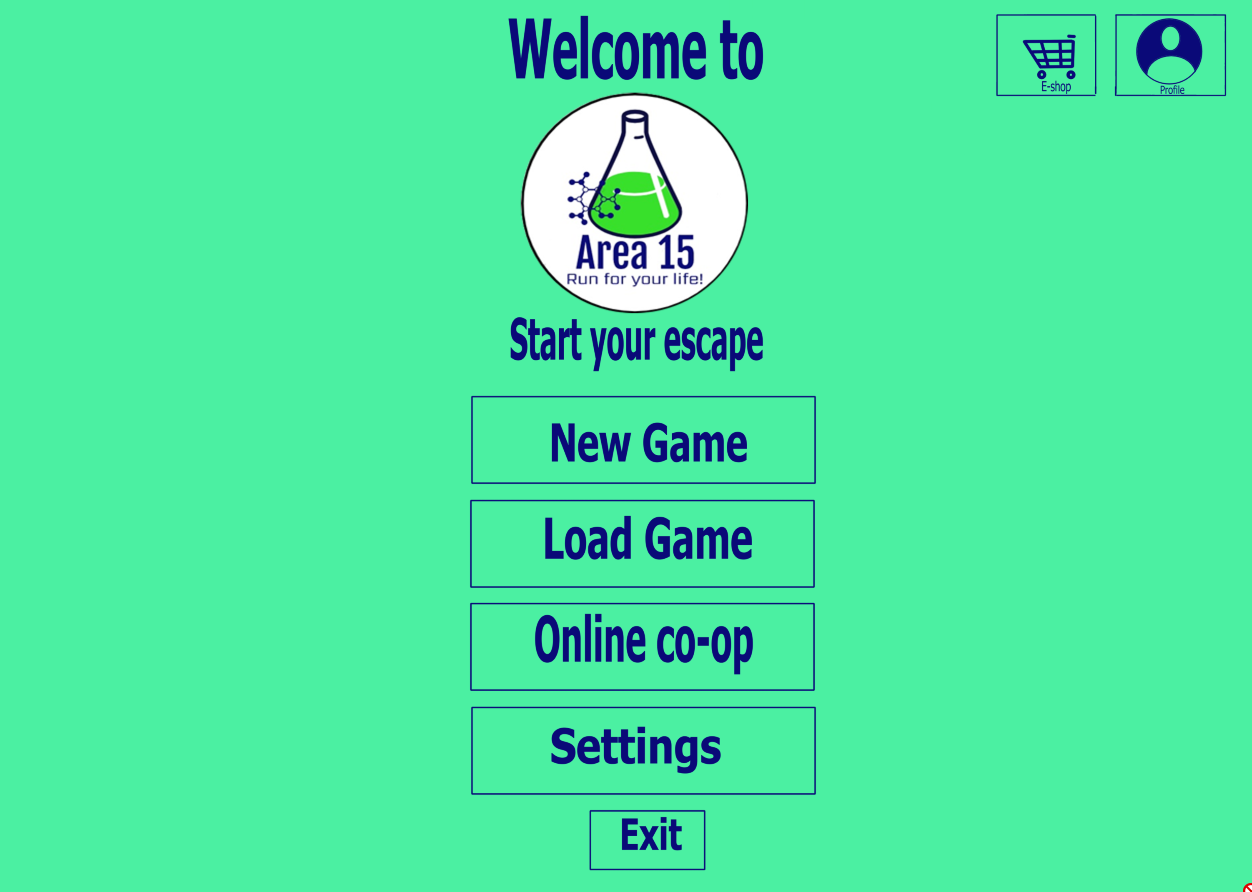 Welcome to
E-shop
Profile
Area 15
Run for your life!
Start your escape
New Game
Load Game
Online co-op
Settings
Exit